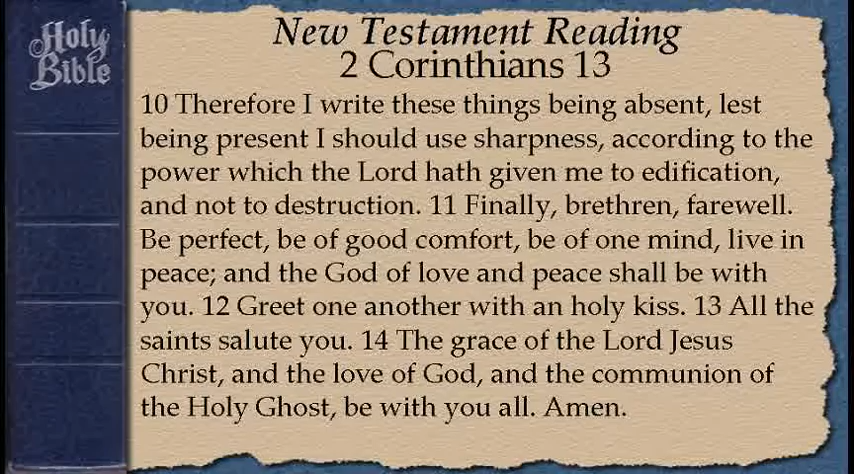 Holy
Bible
New Testament Reading
2 Corinthians 13
10 Therefore I write these things being absent, lest
being present I should use sharpness, according to the
power which the Lord hath given me to edification,
and not to destruction. 11 Finally, brethren, farewell.
Be perfect, be of good comfort, be of one mind, live in
peace; and the God of love and peace shall be with
you. 12 Greet one another with an holy kiss. 13 All the
saints salute you. 14 The grace of the Lord Jesus
Christ, and the love of God, and the communion of
the Holy Ghost, be with you all. Amen.